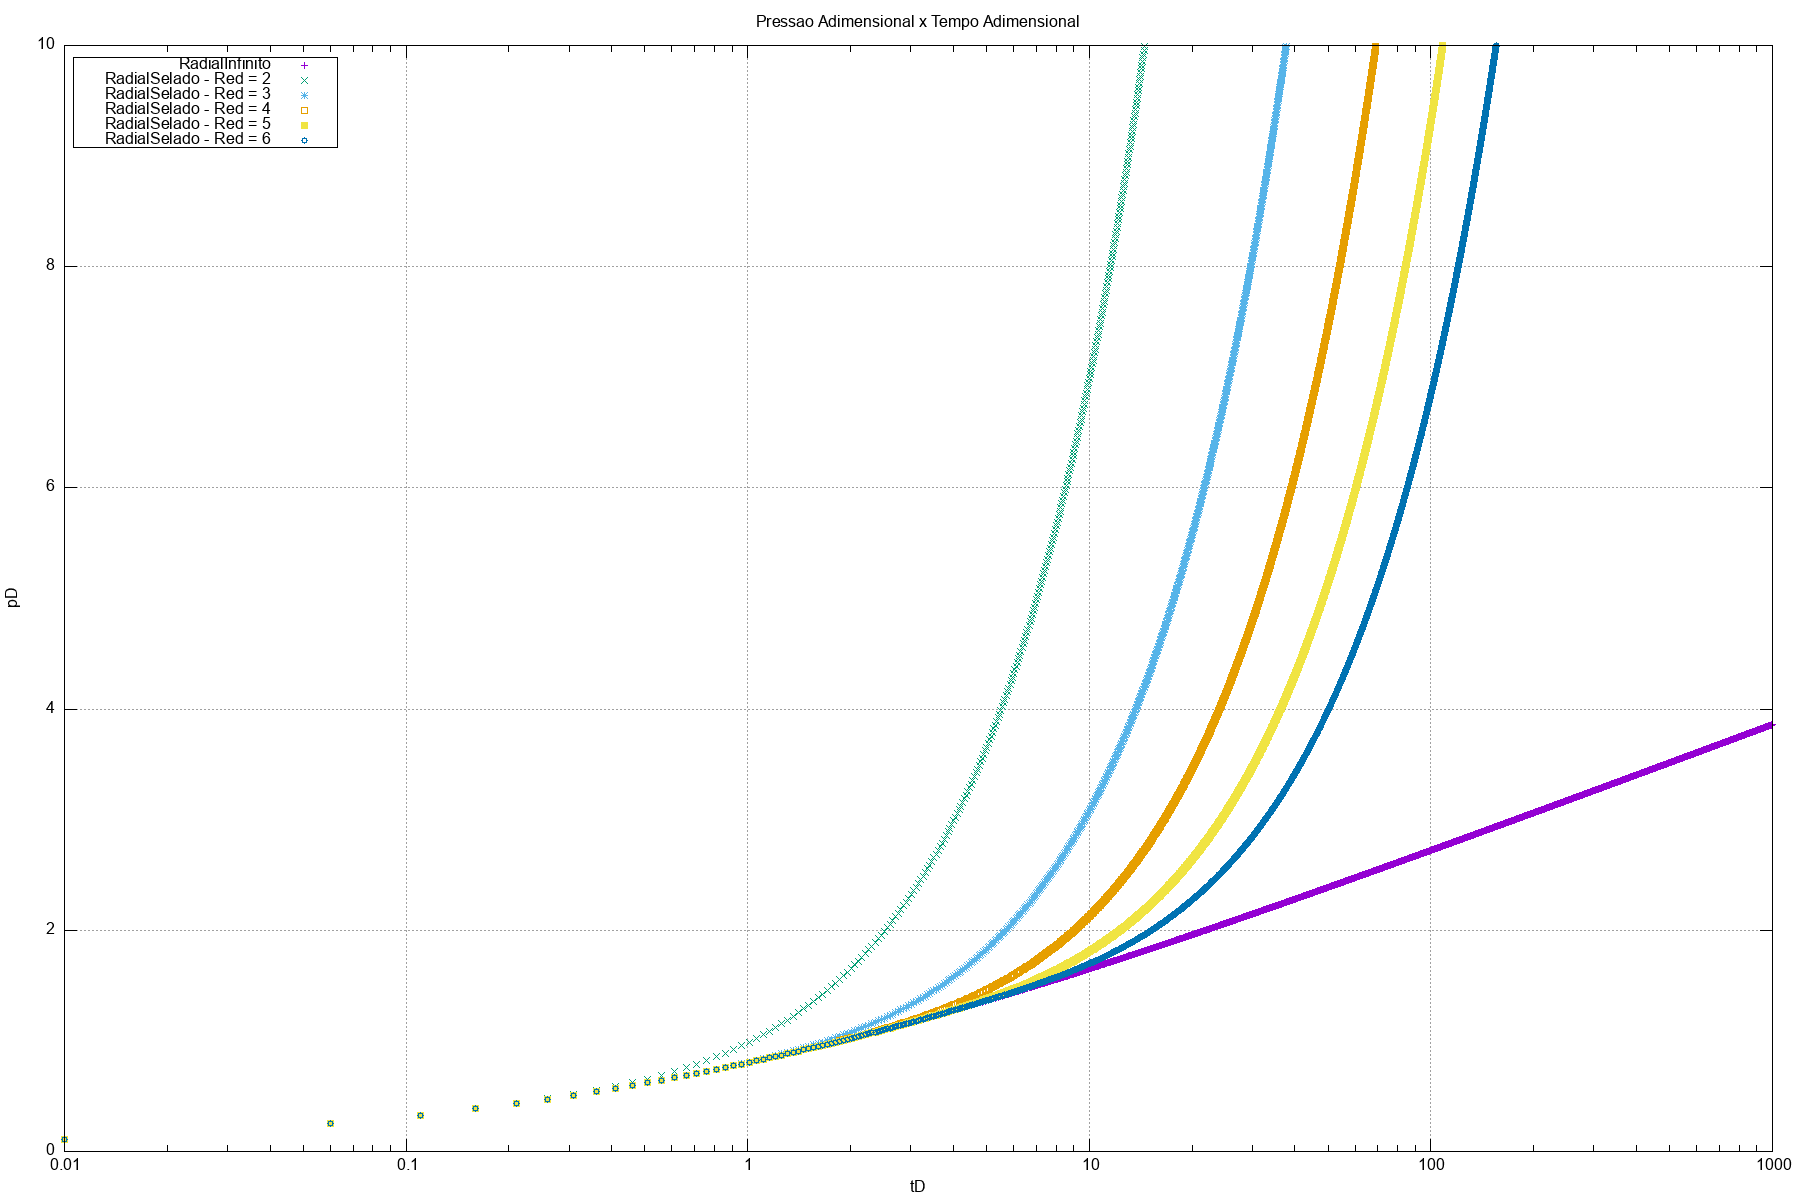 Pressao Adimensional x Tempo Adimensional
10
RadialInfinito
RadialSelado - Red = 2
RadialSelado - Red = 3
RadialSelado - Red = 4
RadialSelado - Red = 5
RadialSelado - Red = 6
8
6
pD
4
2
0
0.01 0.1 1 10 100 1000
tD